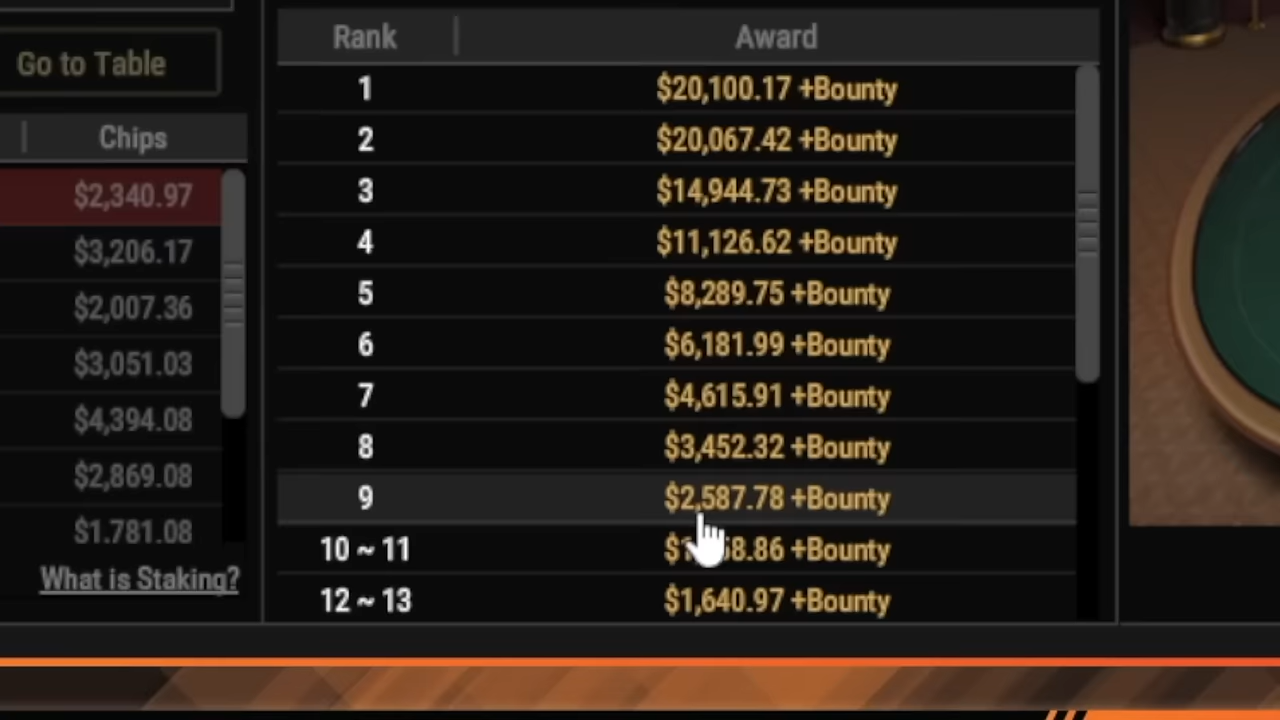 Go to Table
Chips
$2,340.97
$3,206.17
$2,007.36
$3,051.03
$4,394.08
$2,869.08
$1,781.08
What is Staking?
Rank Award
1 $20,100.17 +Bounty
2 $20,067.42 +Bounty
3 $14,944.73 +Bounty
4 $11,126.62 +Bounty
5 $8,289.75 +Bounty
6 $6,181.99 +Bounty
7 $4,615.91 +Bounty
8 $3,452.32 +Bounty
9 $2,587.78 +Bounty
10 ~ 11 +Bounty
12 ~ 13 $1,640.97 +Bounty